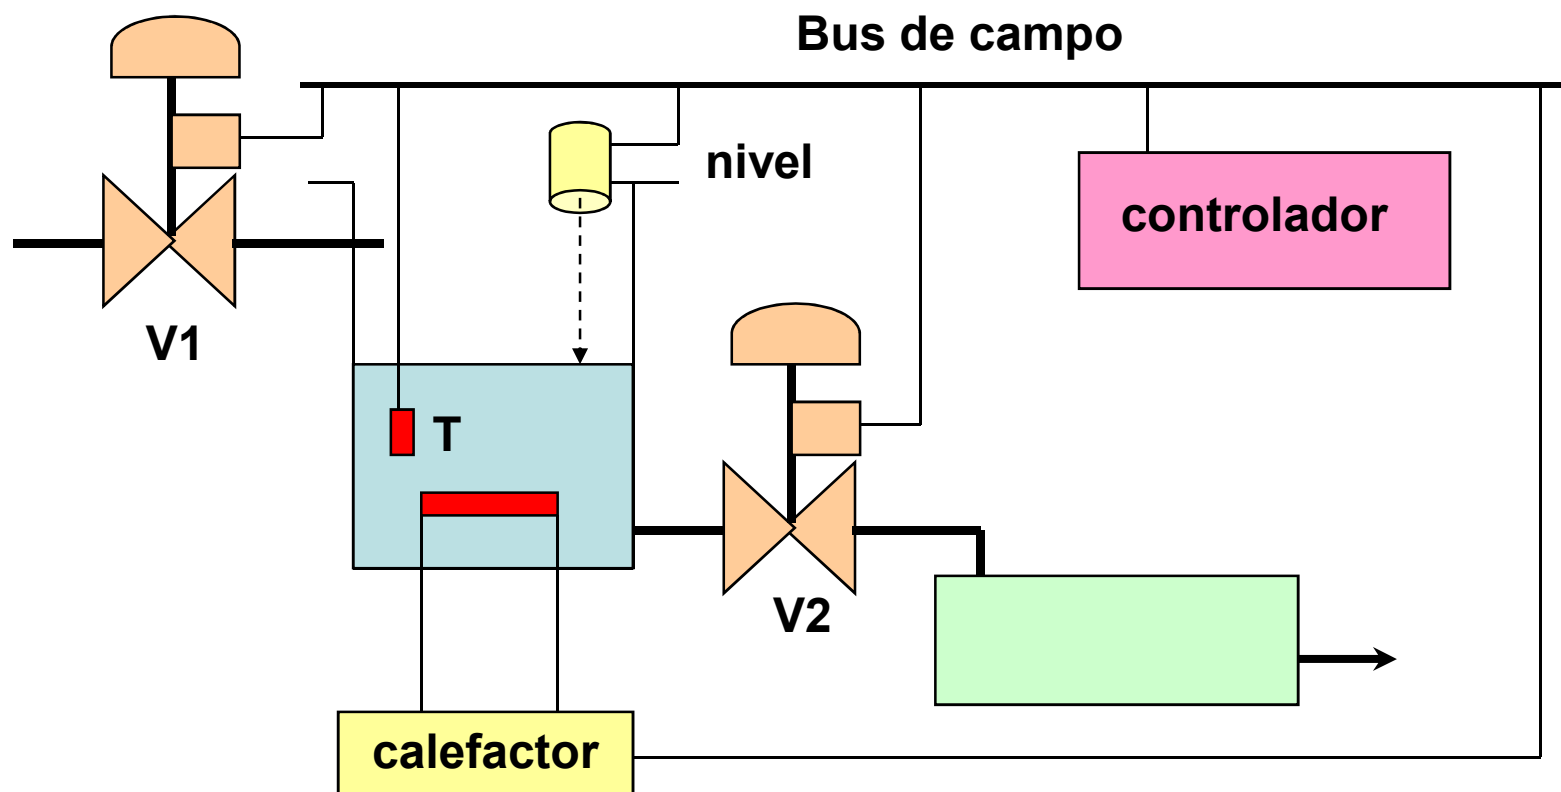 Bus de campo
nivel
controlador
V1
T
V2
calefactor